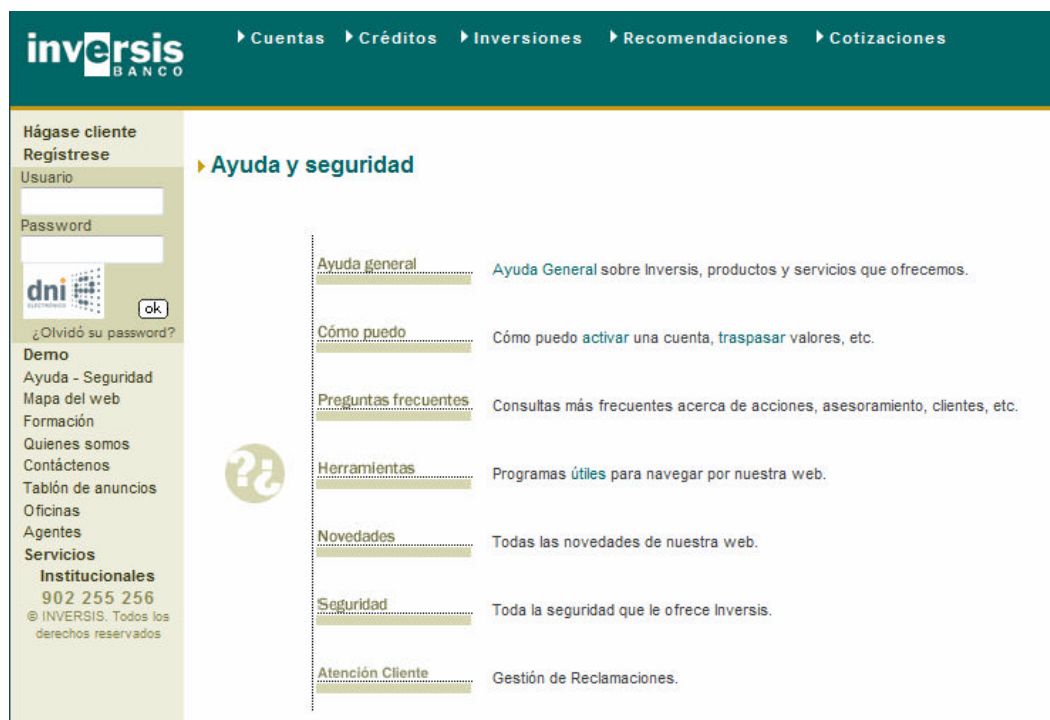 inversis
BANCO
Cuentas Créditos Inversiones Recomendaciones Cotizaciones
Hágase cliente
Regístrese
Usuario
Password
dni
ELECTRÓNICO
ok
¿Olvidó su password?
Demo
Ayuda - Seguridad
Mapa del web
Formación
Quienes somos
Contáctenos
Tablón de anuncios
Oficinas
Agentes
Servicios
Institucionales
902 255 256
© INVERSIS. Todos los
derechos reservados
Ayuda y seguridad
?¿
Ayuda general Ayuda General sobre Inversis, productos y servicios que ofrecemos.
Cómo puedo Cómo puedo activar una cuenta, traspasar valores, etc.
Preguntas frecuentes Consultas más frecuentes acerca de acciones, asesoramiento, clientes, etc.
Herramientas Programas útiles para navegar por nuestra web.
Novedades Todas las novedades de nuestra web.
Seguridad Toda la seguridad que le ofrece Inversis.
Atención Cliente Gestión de Reclamaciones.